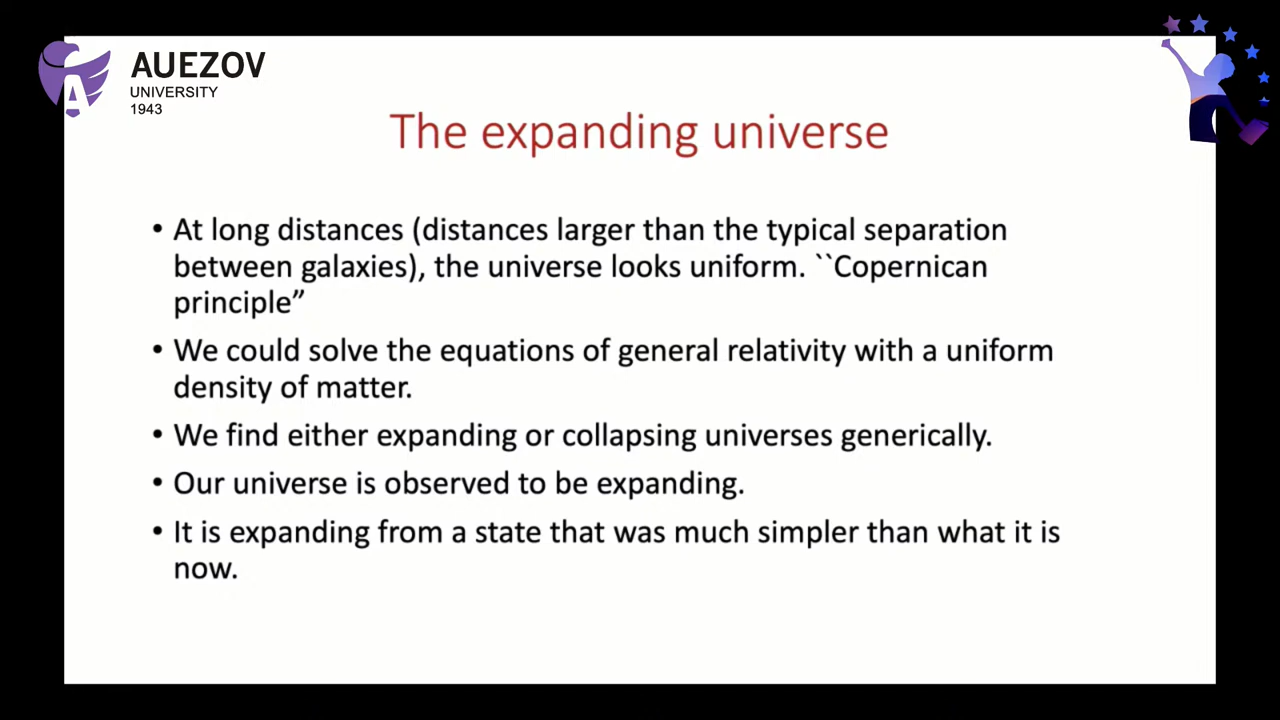 AUEZOV
UNIVERSITY
1943
The expanding universe
• At long distances (distances larger than the typical separation
between galaxies), the universe looks uniform. ``Copernican
principle”
• We could solve the equations of general relativity with a uniform
density of matter.
• We find either expanding or collapsing universes generically.
• Our universe is observed to be expanding.
• It is expanding from a state that was much simpler than what it is
now.